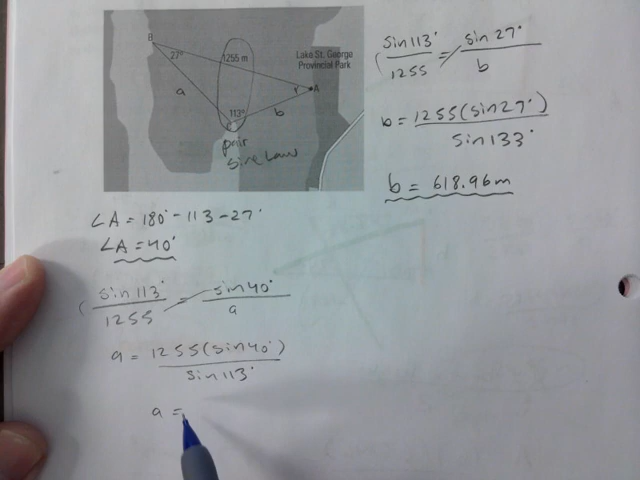 B
27°
1255 m
Lake St. George
Provincial Park
a
A
113°
b
pair
sine Law
∠A = 180° - 113 - 27°
∠A = 40°
sin 113° / 1255 = sin 40° / a
a = 1255 (sin 40°) / sin 113°
a =
sin 113° / 1255 = sin 27° / b
b = 1255 (sin 27°) / sin 133°
b = 618.96m